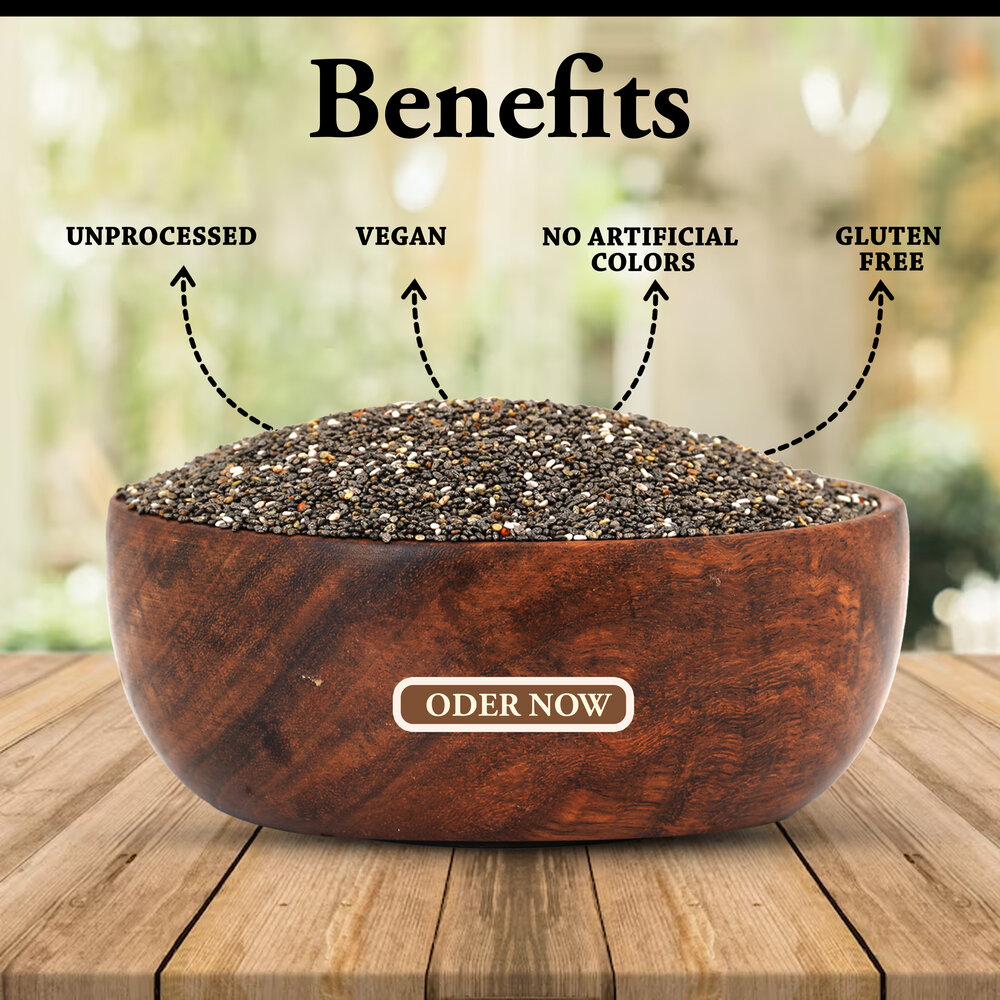 Benefits
UNPROCESSED
VEGAN
NO ARTIFICIAL
COLORS
GLUTEN
FREE
ODER NOW